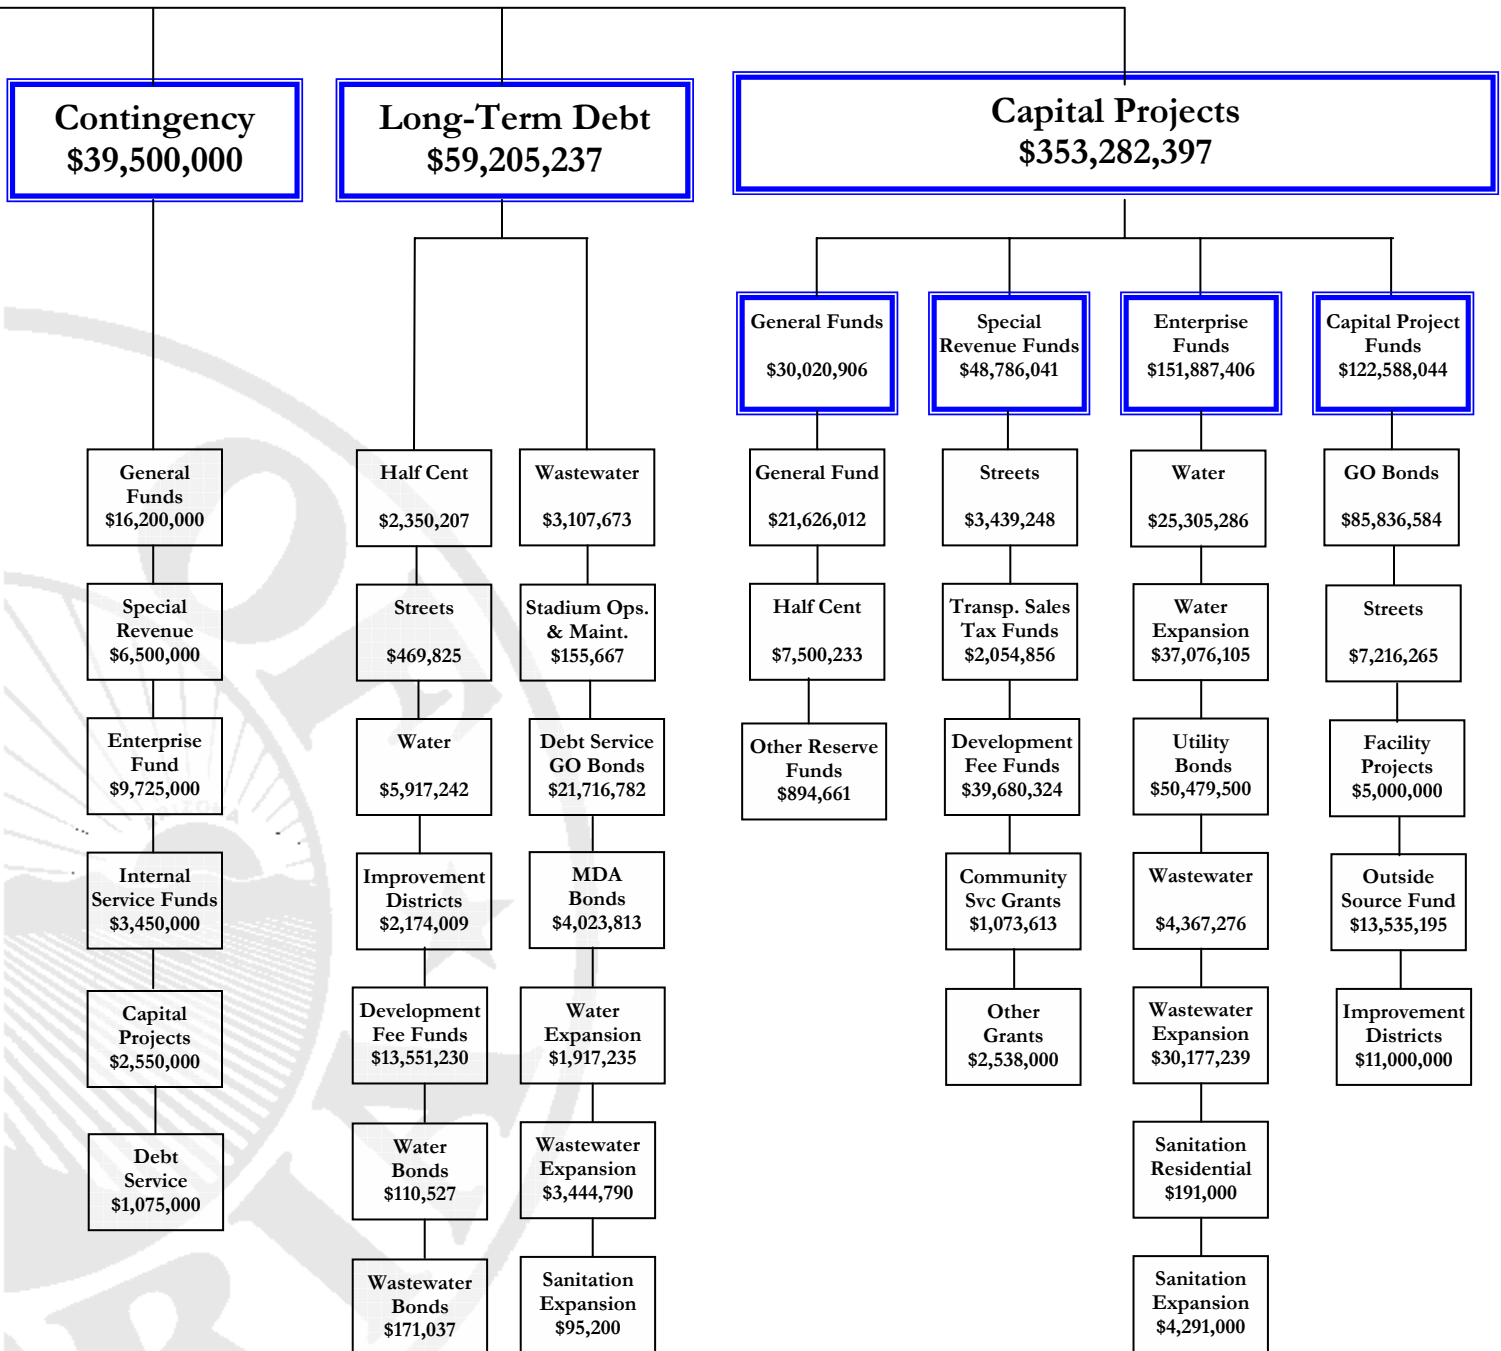 Contingency
$39,500,000
Long-Term Debt
$59,205,237
Capital Projects
$353,282,397
General Funds
$30,020,906
Special
Revenue Funds
$48,786,041
Enterprise
Funds
$151,887,406
Capital Project
Funds
$122,588,044
General
Funds
$16,200,000
Special
Revenue
$6,500,000
Enterprise
Fund
$9,725,000
Internal
Service Funds
$3,450,000
Capital
Projects
$2,550,000
Debt
Service
$1,075,000
Half Cent
$2,350,207
Streets
$469,825
Water
$5,917,242
Improvement
Districts
$2,174,009
Development
Fee Funds
$13,551,230
Water
Bonds
$110,527
Wastewater
Bonds
$171,037
Wastewater
$3,107,673
Stadium Ops.
& Maint.
$155,667
Debt Service
GO Bonds
$21,716,782
MDA
Bonds
$4,023,813
Water
Expansion
$1,917,235
Wastewater
Expansion
$3,444,790
Sanitation
Expansion
$95,200
General Fund
$21,626,012
Half Cent
$7,500,233
Other Reserve
Funds
$894,661
Streets
$3,439,248
Transp. Sales
Tax Funds
$2,054,856
Development
Fee Funds
$39,680,324
Community
Svc Grants
$1,073,613
Other
Grants
$2,538,000
Water
$25,305,286
Water
Expansion
$37,076,105
Utility
Bonds
$50,479,500
Wastewater
$4,367,276
Wastewater
Expansion
$30,177,239
Sanitation
Residential
$191,000
Sanitation
Expansion
$4,291,000
GO Bonds
$85,836,584
Streets
$7,216,265
Facility
Projects
$5,000,000
Outside
Source Fund
$13,535,195
Improvement
Districts
$11,000,000
OF
ARIZONA